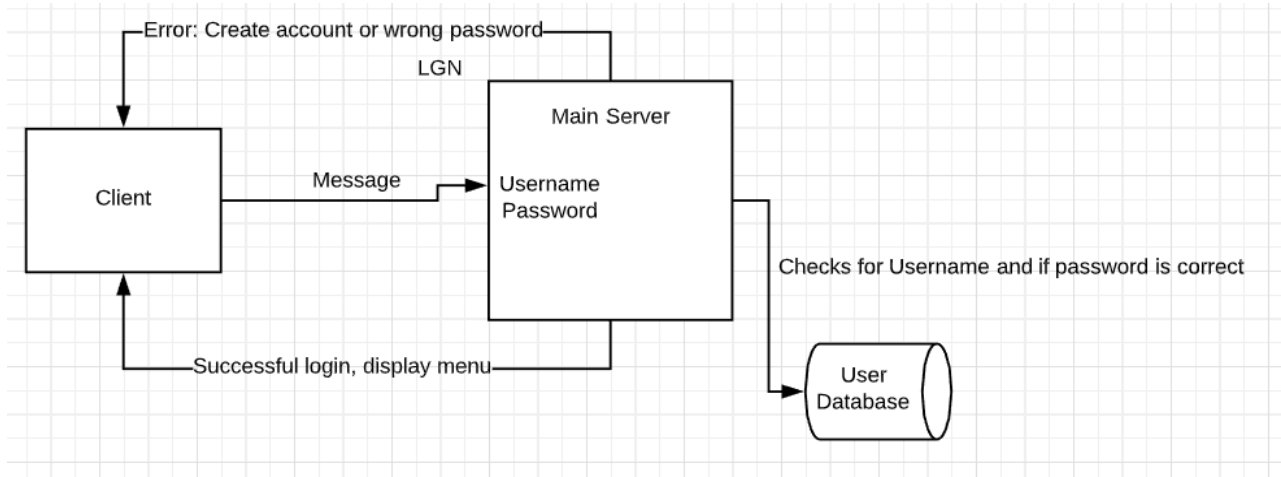 Error: Create account or wrong password
LGN
Main Server
Client
Message
Username
Password
Checks for Username and if password is correct
Successful login, display menu
User
Database